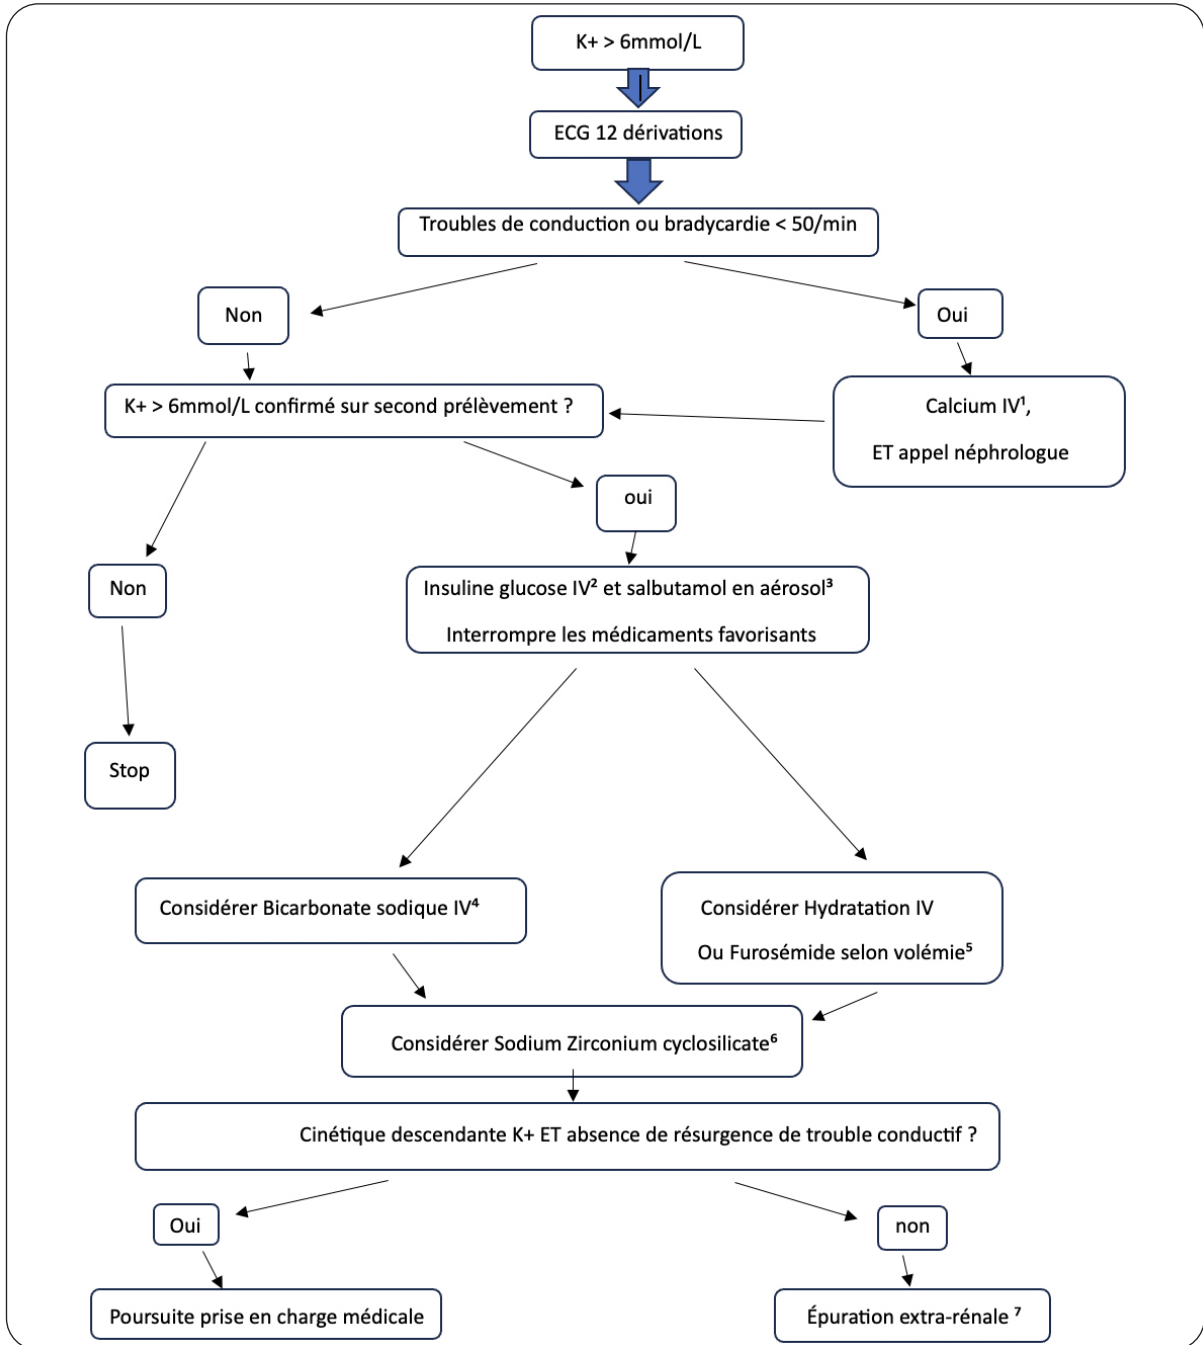 K+ > 6mmol/L
ECG 12 dérivations
Troubles de conduction ou bradycardie < 50/min
Non
Oui
K+ > 6mmol/L confirmé sur second prélèvement ?
Calcium IV¹,
ET appel néphrologue
oui
Non
Insuline glucose IV² et salbutamol en aérosol³
Interrompre les médicaments favorisants
Stop
Considérer Bicarbonate sodique IV⁴
Considérer Hydratation IV
Ou Furosémide selon volémie⁵
Considérer Sodium Zirconium cyclosilicate⁶
Cinétique descendante K+ ET absence de résurgence de trouble conductif ?
Oui
non
Poursuite prise en charge médicale
Épuration extra-rénale ⁷